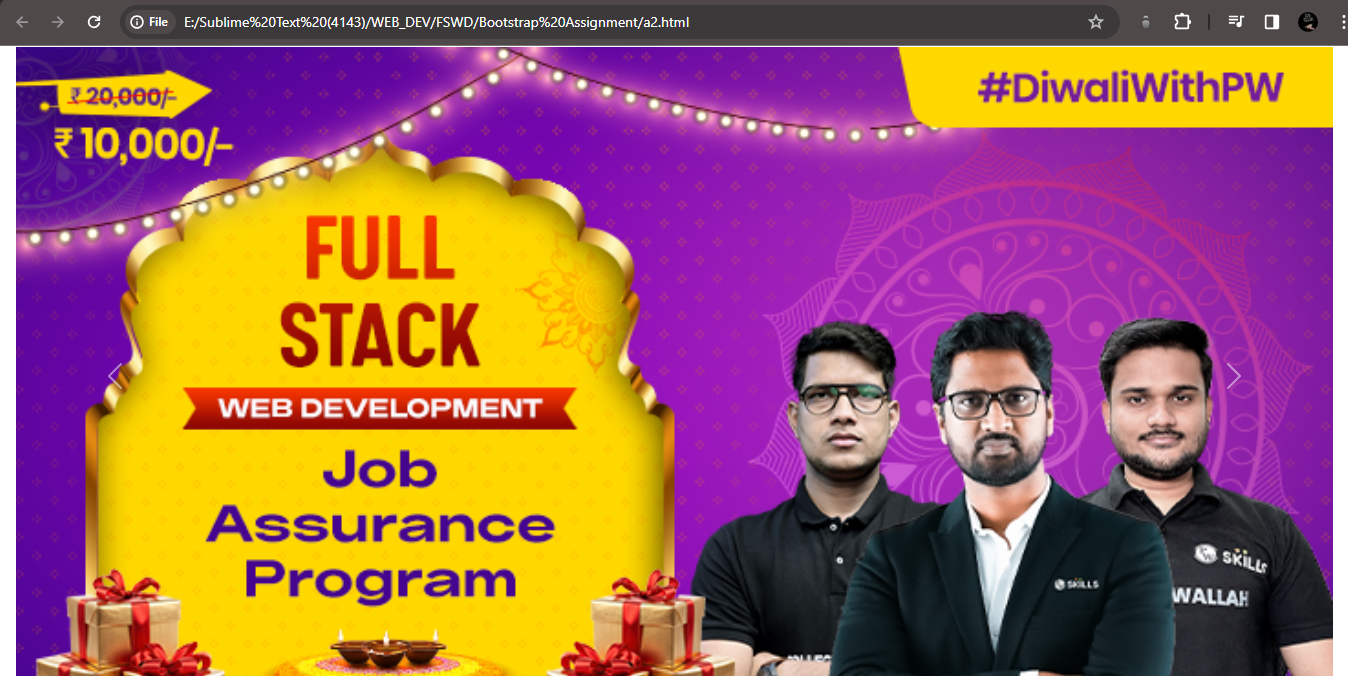 File E:/Sublime%20Text%20(4143)/WEB_DEV/FSWD/Bootstrap%20Assignment/a2.html
₹ 20,000/-
₹ 10,000/-
#DiwaliWithPW
FULL
STACK
WEB DEVELOPMENT
Job
Assurance
Program
SKILLS
SKILLS
WALLAH